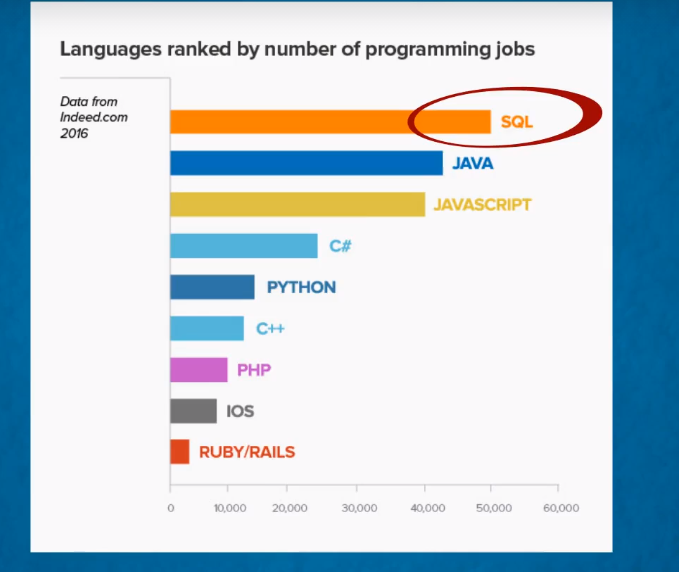 Languages ranked by number of programming jobs
Data from
Indeed.com
2016
SQL
JAVA
JAVASCRIPT
C#
PYTHON
C++
PHP
IOS
RUBY/RAILS
0 10,000 20,000 30,000 40,000 50,000 60,000